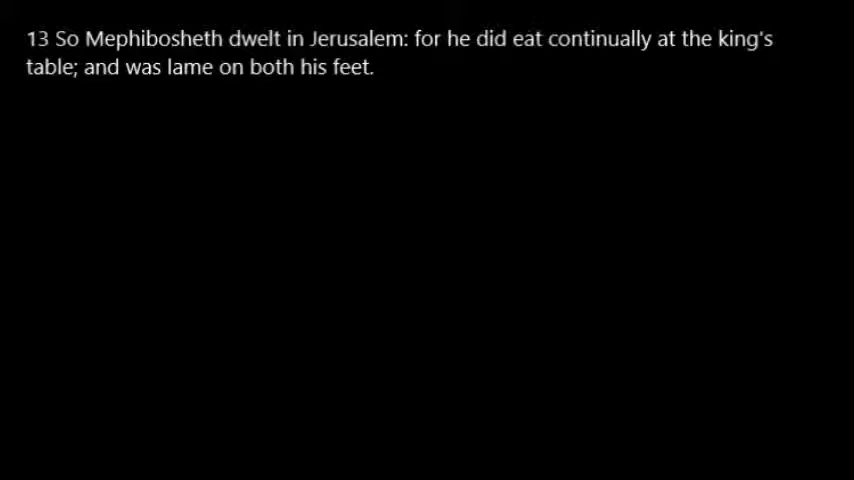 13 So Mephibosheth dwelt in Jerusalem: for he did eat continually at the king's
table; and was lame on both his feet.